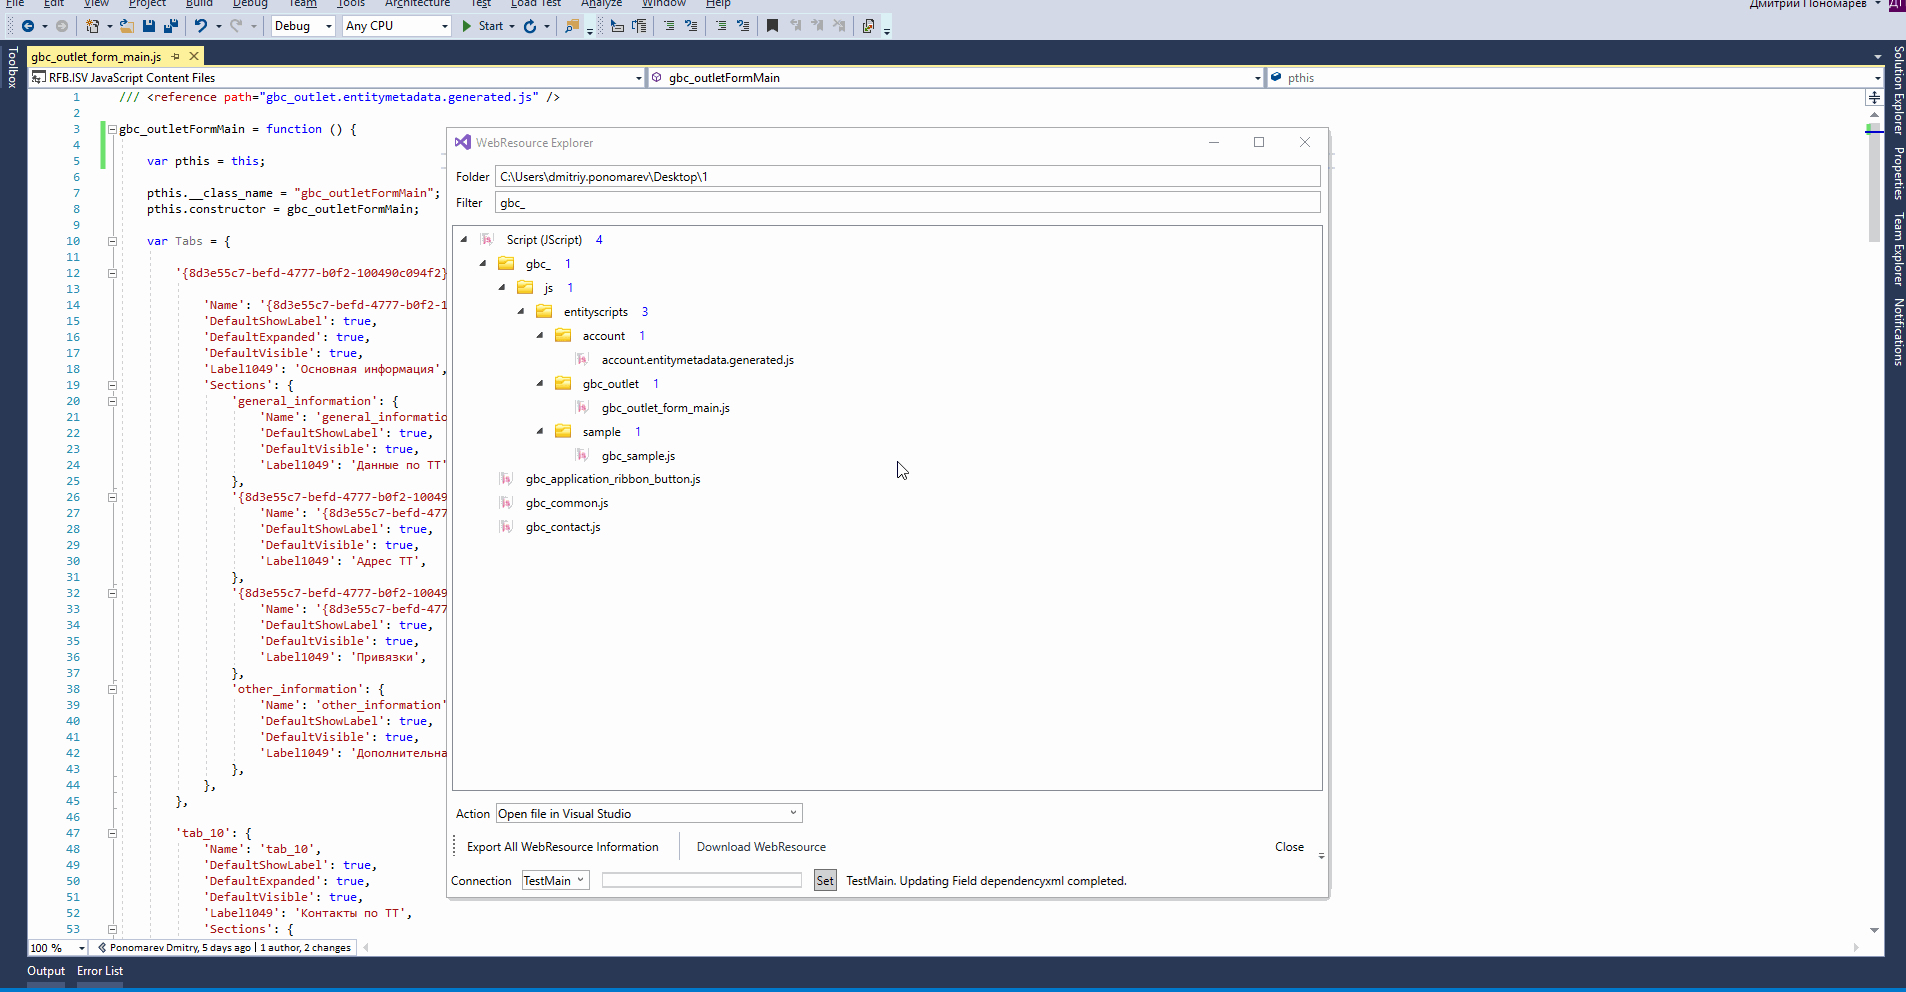 File Edit View Project Build Debug Team Tools Architecture Test Load Test Analyze Window Help
Дмитрий Пономарев ДП
Debug Any CPU Start
Toolbox
gbc_outlet_form_main.js
RFB.ISV JavaScript Content Files gbc_outletFormMain pthis
1 /// <reference path="gbc_outlet.entitymetadata.generated.js" />
2
3 gbc_outletFormMain = function () {
4
5 var pthis = this;
6
7 pthis.__class_name = "gbc_outletFormMain";
8 pthis.constructor = gbc_outletFormMain;
9
10 var Tabs = {
11
12 '{8d3e55c7-befd-4777-b0f2-100490c094f2}
13
14 'Name': '{8d3e55c7-befd-4777-b0f2-1
15 'DefaultShowLabel': true,
16 'DefaultExpanded': true,
17 'DefaultVisible': true,
18 'Label1049': 'Основная информация',
19 'Sections': {
20 'general_information': {
21 'Name': 'general_informatio
22 'DefaultShowLabel': true,
23 'DefaultVisible': true,
24 'Label1049': 'Данные по ТТ'
25 },
26 '{8d3e55c7-befd-4777-b0f2-10049
27 'Name': '{8d3e55c7-befd-477
28 'DefaultShowLabel': true,
29 'DefaultVisible': true,
30 'Label1049': 'Адрес ТТ',
31 },
32 '{8d3e55c7-befd-4777-b0f2-10049
33 'Name': '{8d3e55c7-befd-477
34 'DefaultShowLabel': true,
35 'DefaultVisible': true,
36 'Label1049': 'Привязки',
37 },
38 'other_information': {
39 'Name': 'other_information'
40 'DefaultShowLabel': true,
41 'DefaultVisible': true,
42 'Label1049': 'Дополнительна
43 },
44 },
45 },
46
47 'tab_10': {
48 'Name': 'tab_10',
49 'DefaultShowLabel': true,
50 'DefaultExpanded': true,
51 'DefaultVisible': true,
52 'Label1049': 'Контакты по ТТ',
53 'Sections': {
100 % Ponomarev Dmitry, 5 days ago | 1 author, 2 changes
Output Error List
WebResource Explorer
Folder C:\Users\dmitriy.ponomarev\Desktop\1
Filter gbc_
Script (JScript) 4
gbc_ 1
js 1
entityscripts 3
account 1
account.entitymetadata.generated.js
gbc_outlet 1
gbc_outlet_form_main.js
sample 1
gbc_sample.js
gbc_application_ribbon_button.js
gbc_common.js
gbc_contact.js
Action Open file in Visual Studio
Export All WebResource Information Download WebResource Close
Connection TestMain Set TestMain. Updating Field dependencyxml completed.
Solution Explorer
Properties
Team Explorer
Notifications